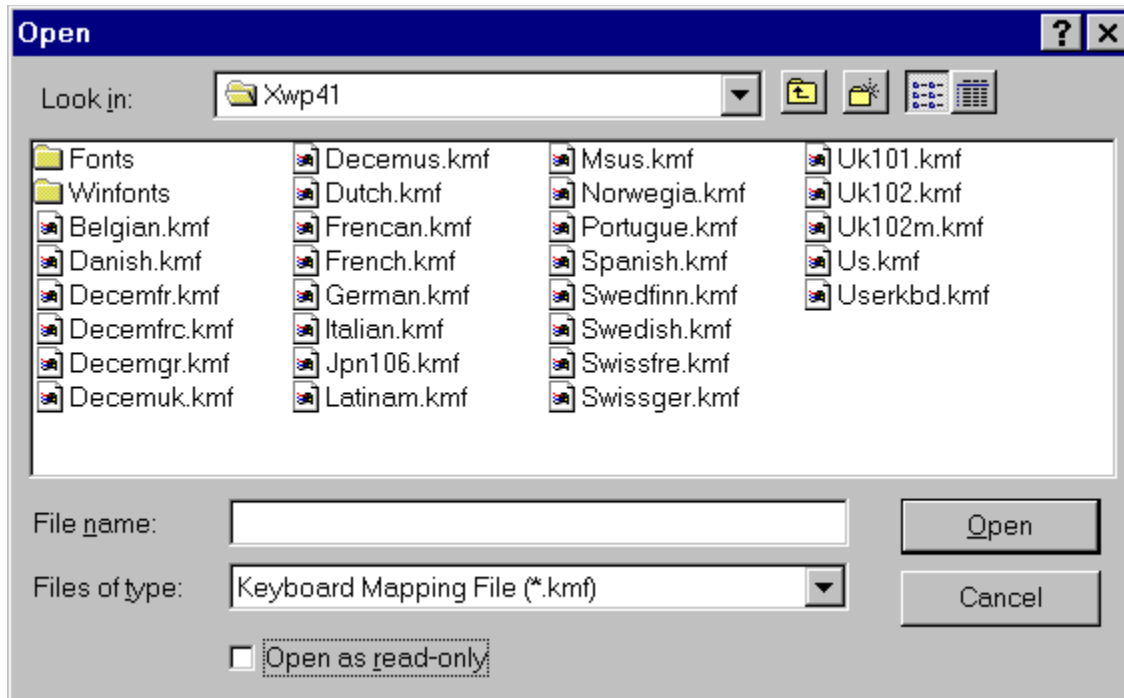 Open
Look in: Xwp41
Fonts
Winfonts
Belgian.kmf
Danish.kmf
Decemfr.kmf
Decemfrc.kmf
Decemgr.kmf
Decemuk.kmf
Decemus.kmf
Dutch.kmf
Frencan.kmf
French.kmf
German.kmf
Italian.kmf
Jpn106.kmf
Latinam.kmf
Msus.kmf
Norwegia.kmf
Portugue.kmf
Spanish.kmf
Swedfinn.kmf
Swedish.kmf
Swissfre.kmf
Swissger.kmf
Uk101.kmf
Uk102.kmf
Uk102m.kmf
Us.kmf
Userkbd.kmf
File name:
Open
Files of type: Keyboard Mapping File (*.kmf)
Cancel
Open as read-only